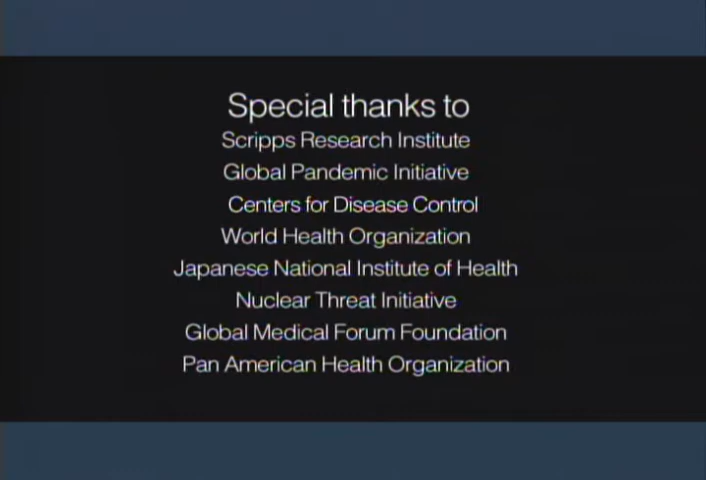 Special thanks to
Scripps Research Institute
Global Pandemic Initiative
Centers for Disease Control
World Health Organization
Japanese National Institute of Health
Nuclear Threat Initiative
Global Medical Forum Foundation
Pan American Health Organization